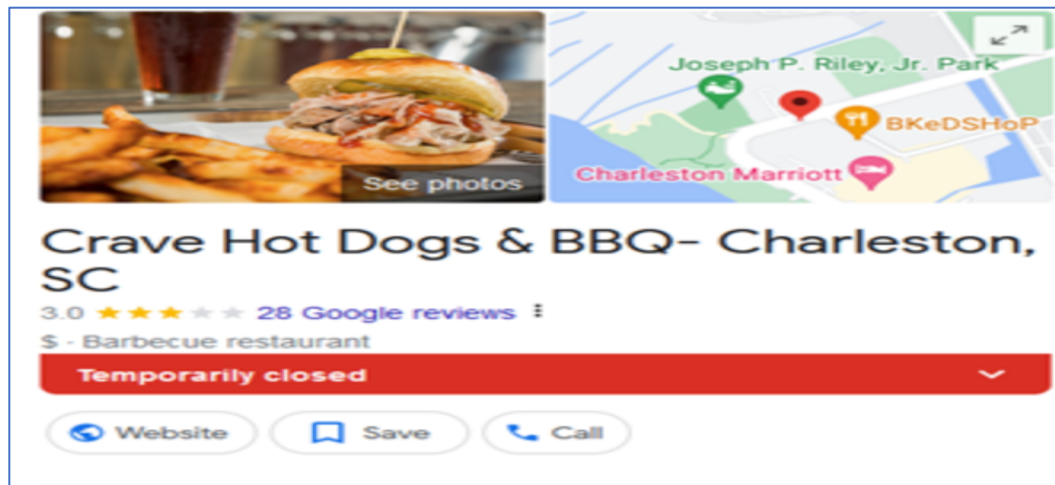 Joseph P. Riley, Jr. Park
BKeDSHoP
Charleston Marriott
See photos
Crave Hot Dogs & BBQ- Charleston,
SC
3.0 28 Google reviews
$ · Barbecue restaurant
Temporarily closed
Website Save Call